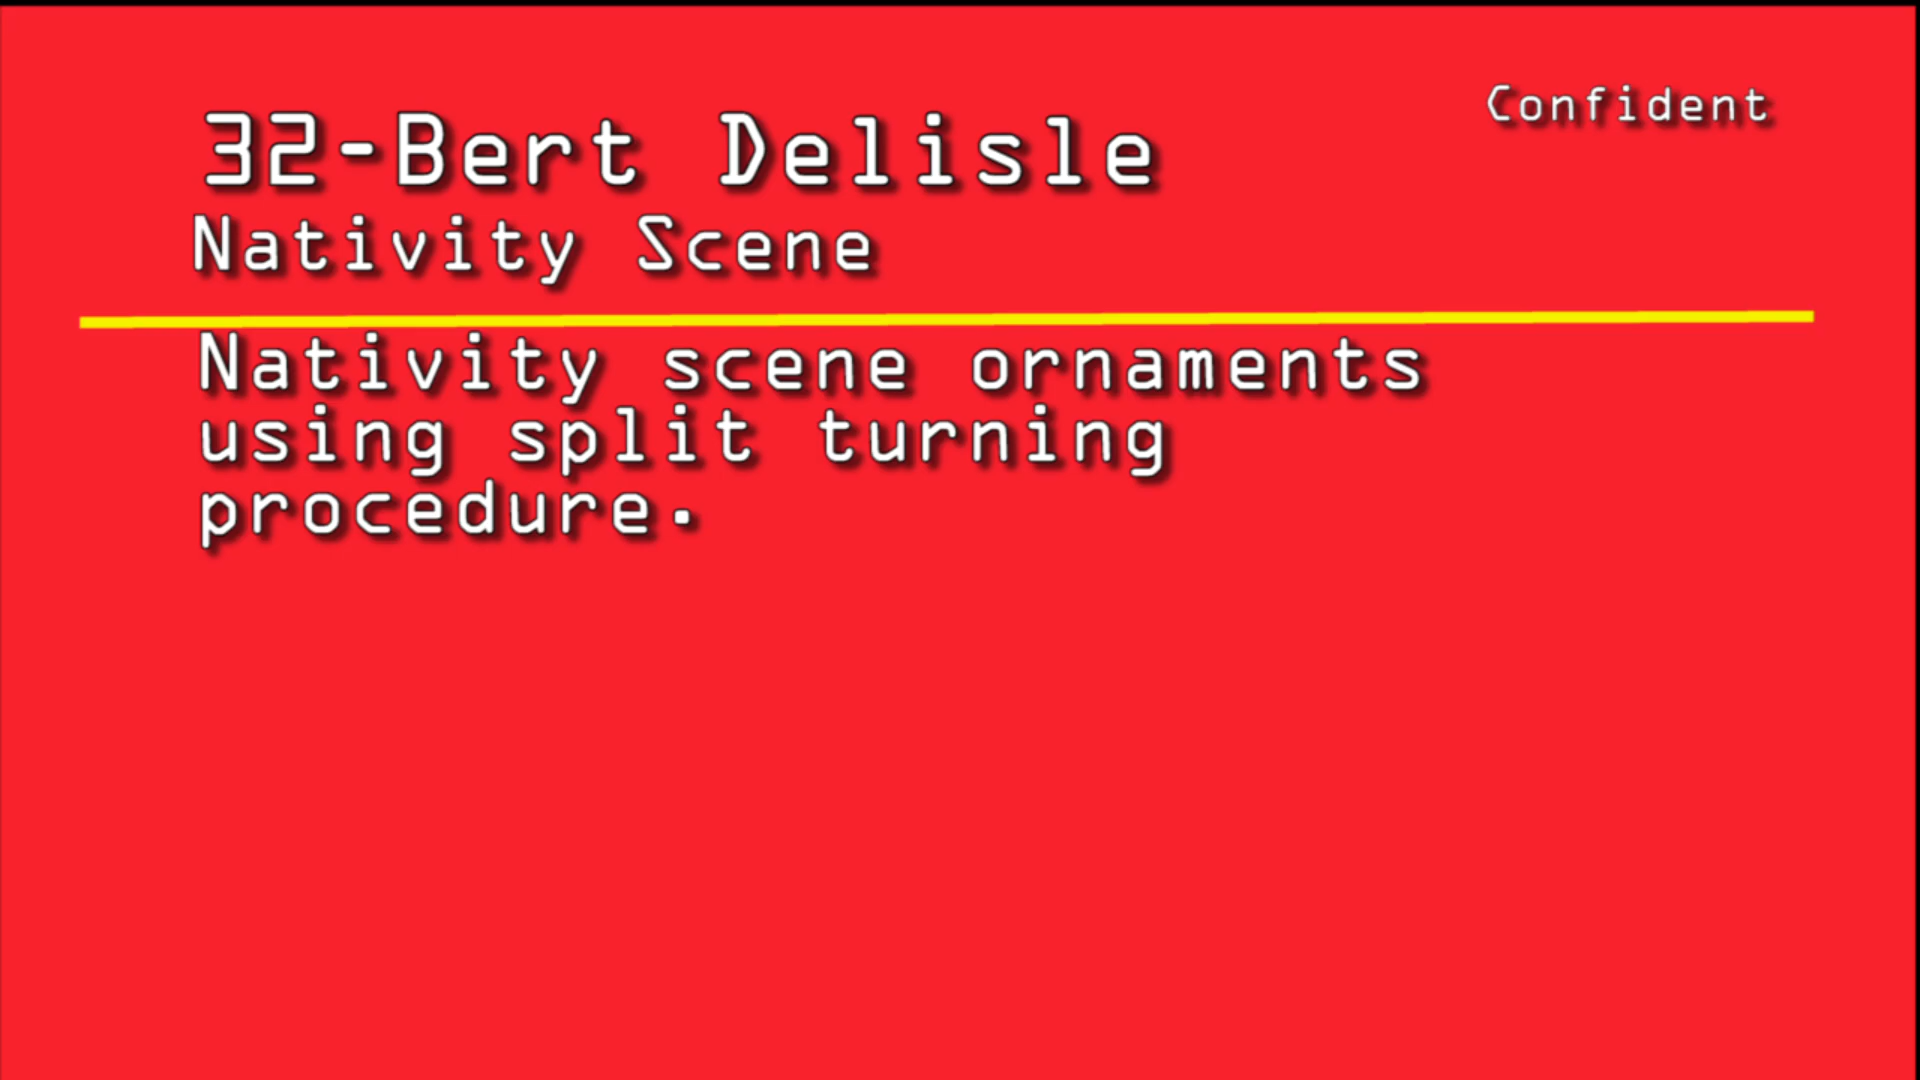 Confident
32-Bert Delisle
Nativity Scene
Nativity scene ornaments
using split turning
procedure.